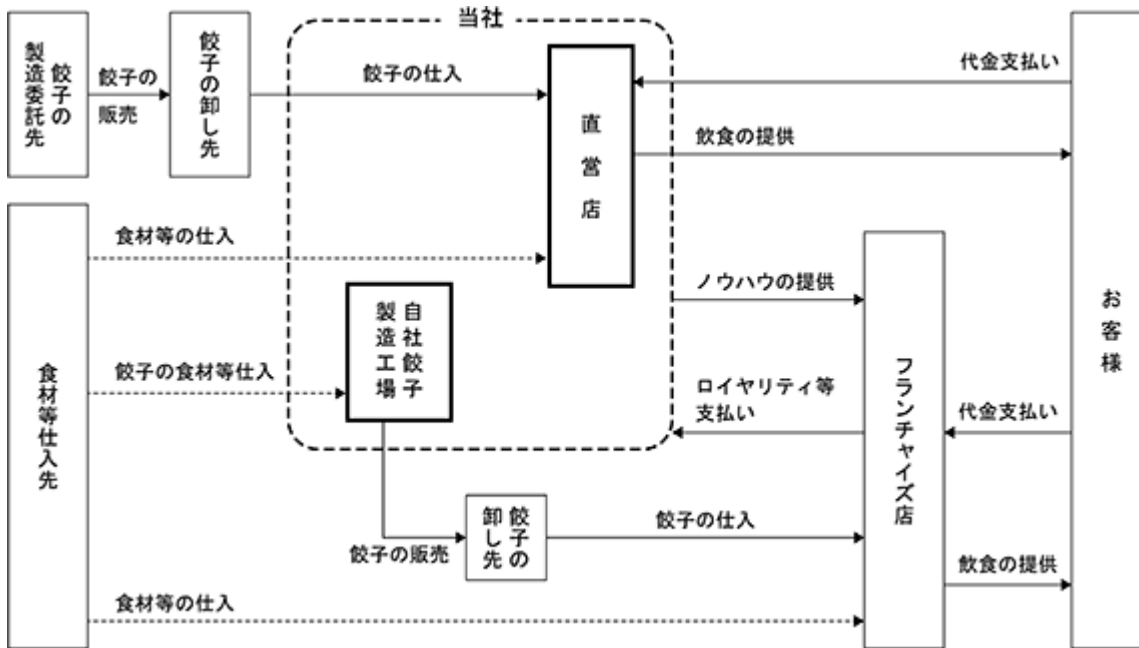 当社
餃子の
製造委託先
餃子の
販売
餃子の卸し先
餃子の仕入
直営店
代金支払い
飲食の提供
食材等の仕入
ノウハウの提供
自社餃子
製造工場
餃子の食材等仕入
ロイヤリティ等
支払い
代金支払い
食材等仕入先
フランチャイズ店
お客様
餃子の
卸し先
餃子の仕入
餃子の販売
飲食の提供
食材等の仕入